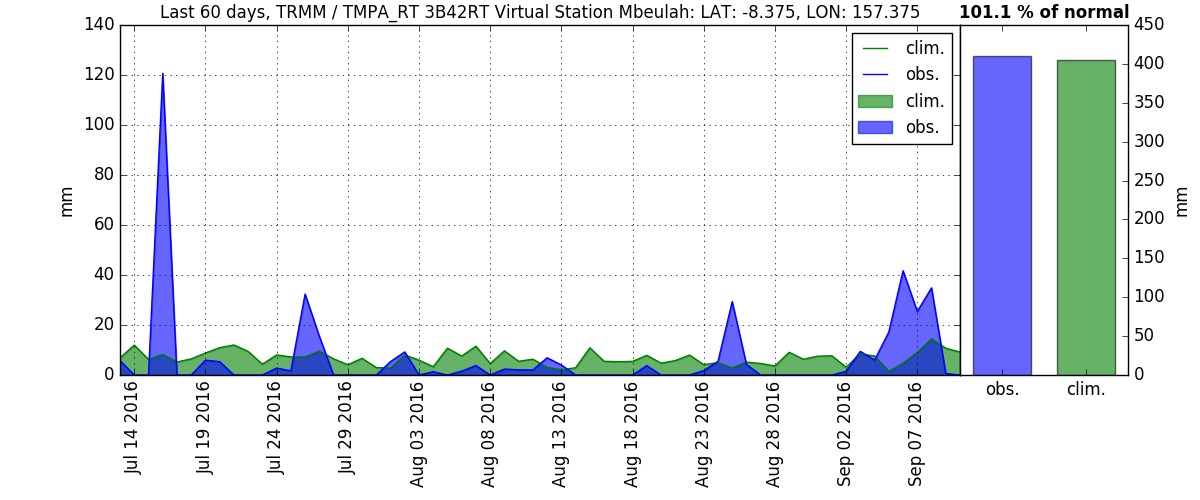 Last 60 days, TRMM / TMPA_RT 3B42RT Virtual Station Mbeulah: LAT: -8.375, LON: 157.375
101.1 % of normal
140
120
100
80
60
40
20
0
mm
clim.
obs.
clim.
obs.
450
400
350
300
250
200
150
100
50
0
mm
Jul 14 2016
Jul 19 2016
Jul 24 2016
Jul 29 2016
Aug 03 2016
Aug 08 2016
Aug 13 2016
Aug 18 2016
Aug 23 2016
Aug 28 2016
Sep 02 2016
Sep 07 2016
obs.
clim.